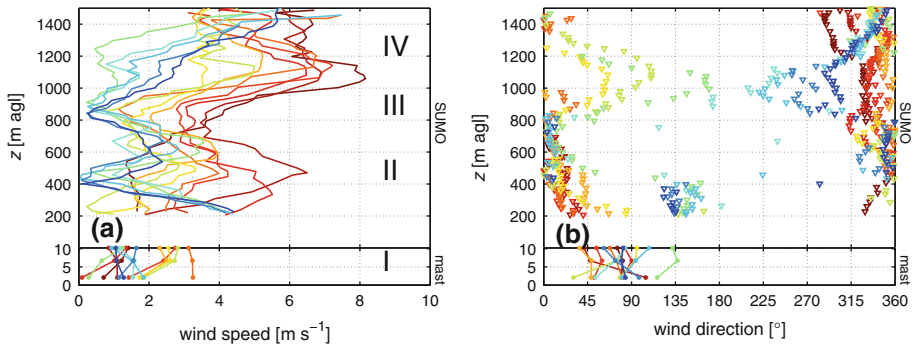 1400
1200
1000
800
600
400
200
z [m agl]
IV
III
II
(a)
SUMO
10
5
0
I
mast
0 2 4 6 8 10
wind speed [m s⁻¹]
1400
1200
1000
800
600
400
200
z [m agl]
(b)
SUMO
10
5
0
mast
0 45 90 135 180 225 270 315 360
wind direction [°]